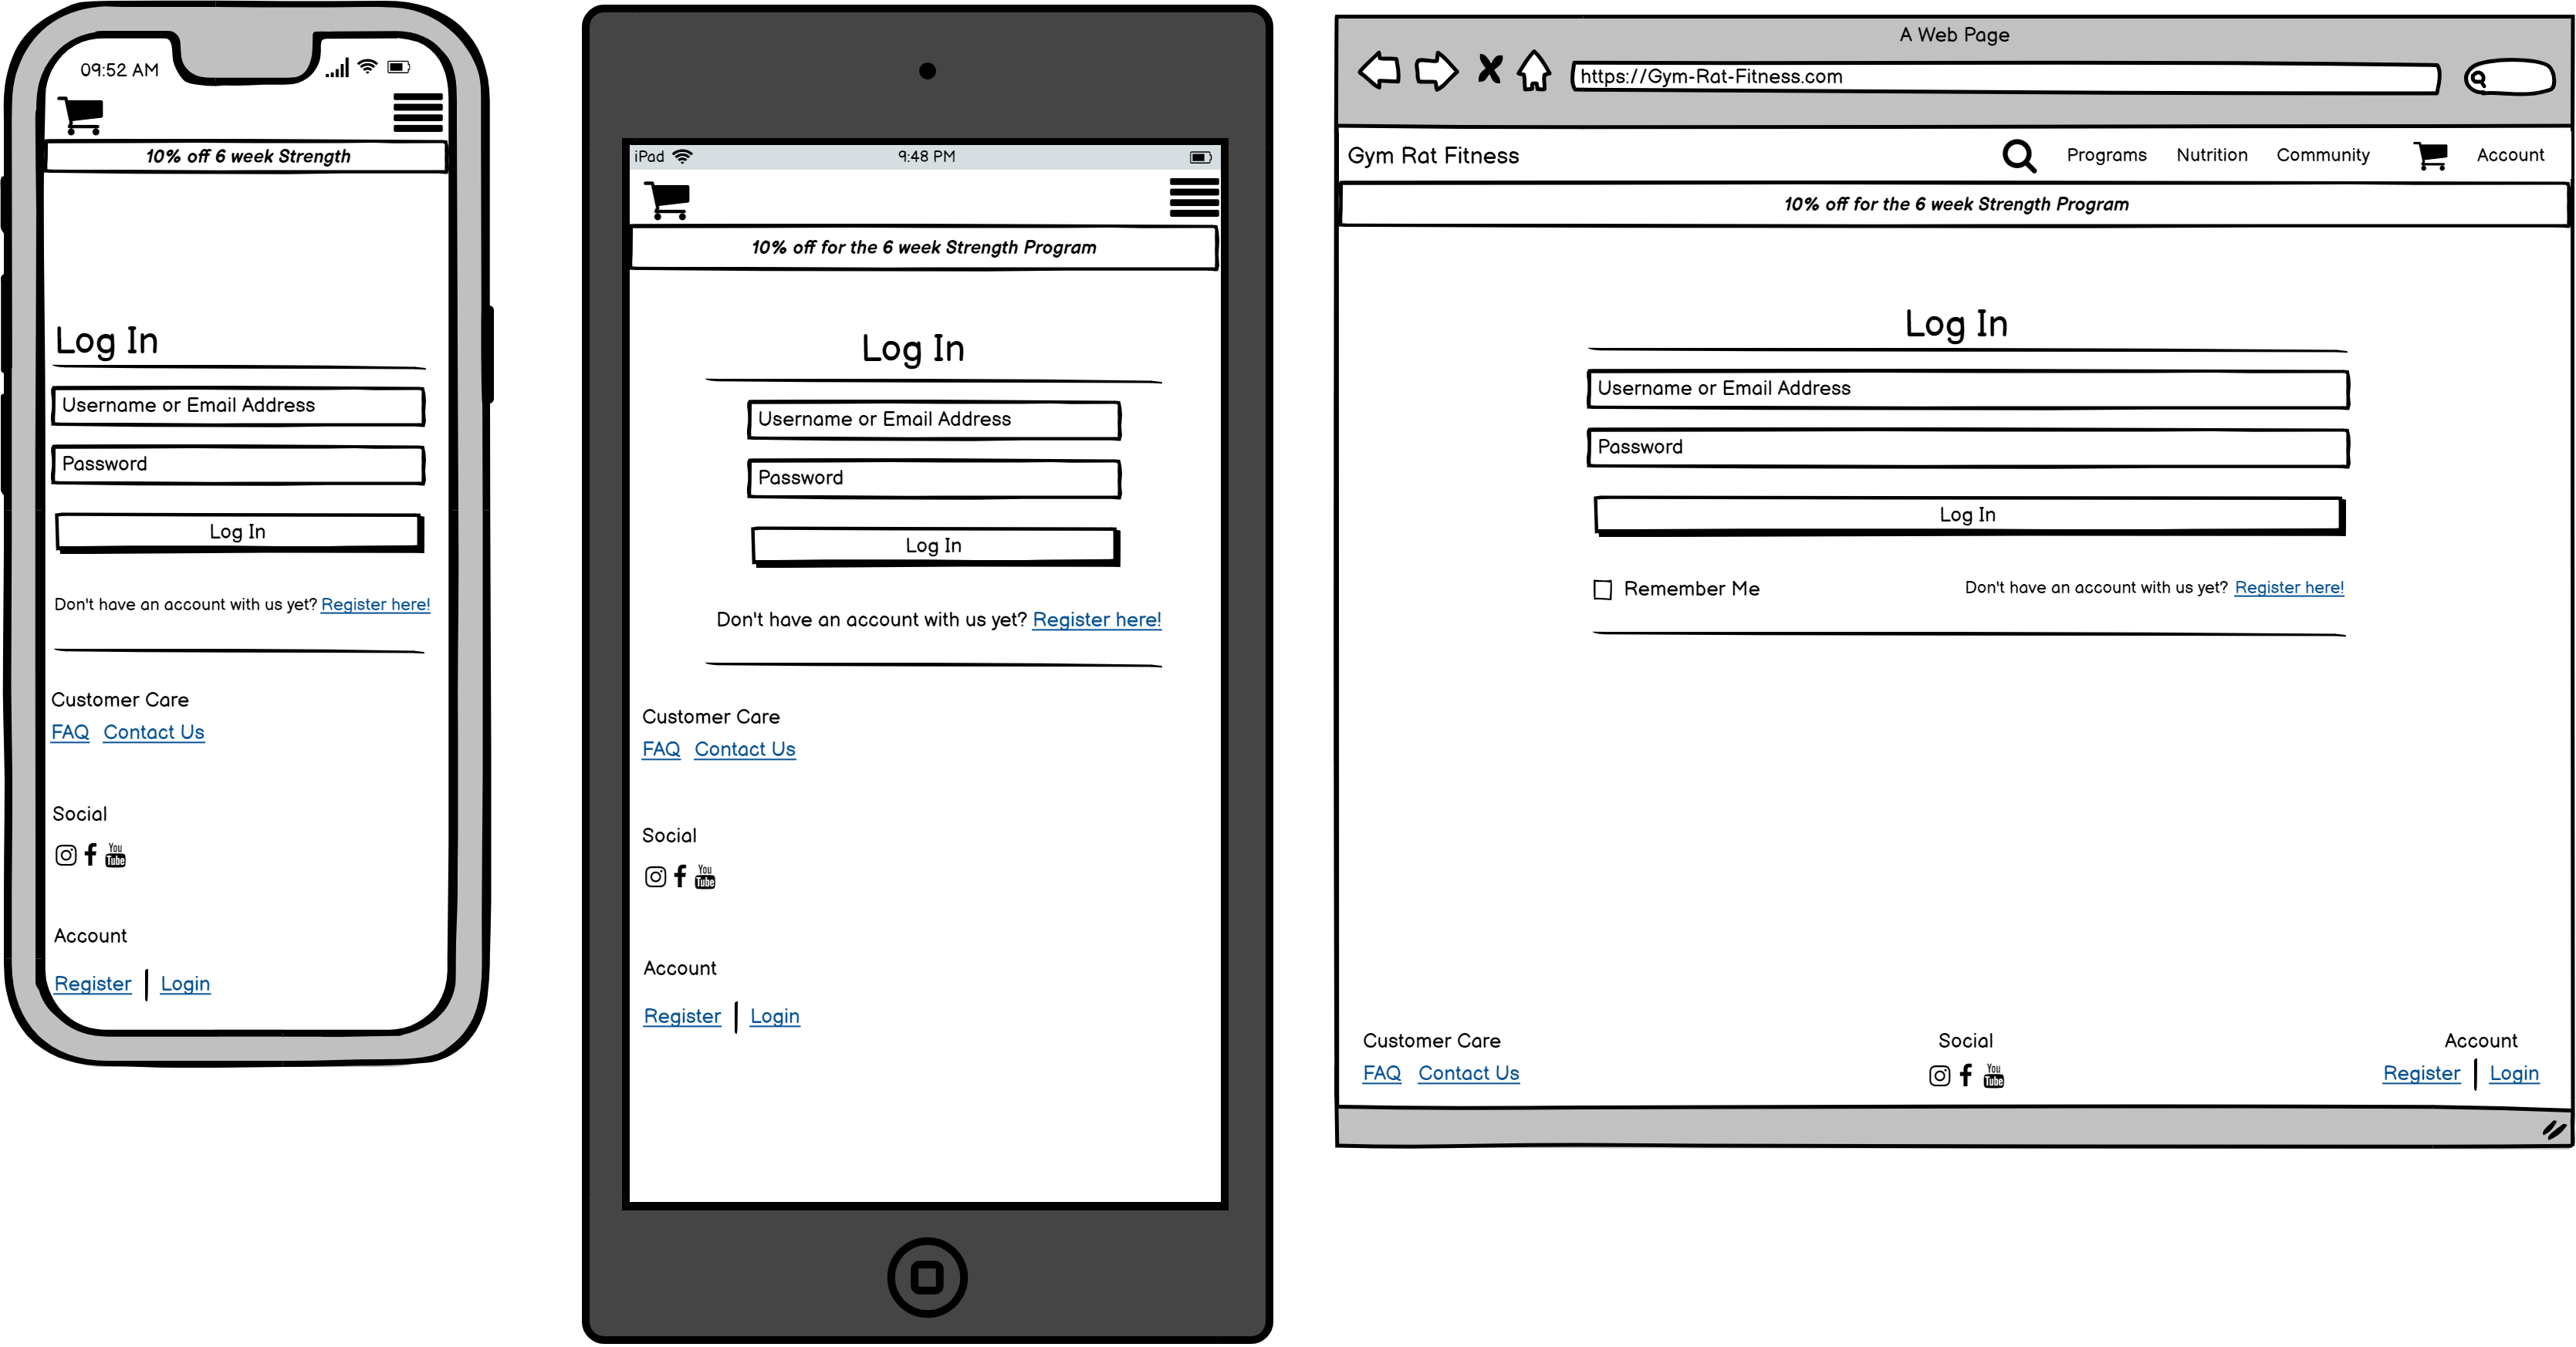 09:52 AM
10% off 6 week Strength
Log In
Username or Email Address
Password
Log In
Don't have an account with us yet? Register here!
Customer Care
FAQ Contact Us
Social
You
Tube
Account
Register Login
iPad 9:48 PM
10% off for the 6 week Strength Program
Log In
Username or Email Address
Password
Log In
Don't have an account with us yet? Register here!
Customer Care
FAQ Contact Us
Social
You
Tube
Account
Register Login
A Web Page
https://Gym-Rat-Fitness.com
Gym Rat Fitness Programs Nutrition Community Account
10% off for the 6 week Strength Program
Log In
Username or Email Address
Password
Log In
Remember Me Don't have an account with us yet? Register here!
Customer Care Social Account
FAQ Contact Us You Tube Register Login